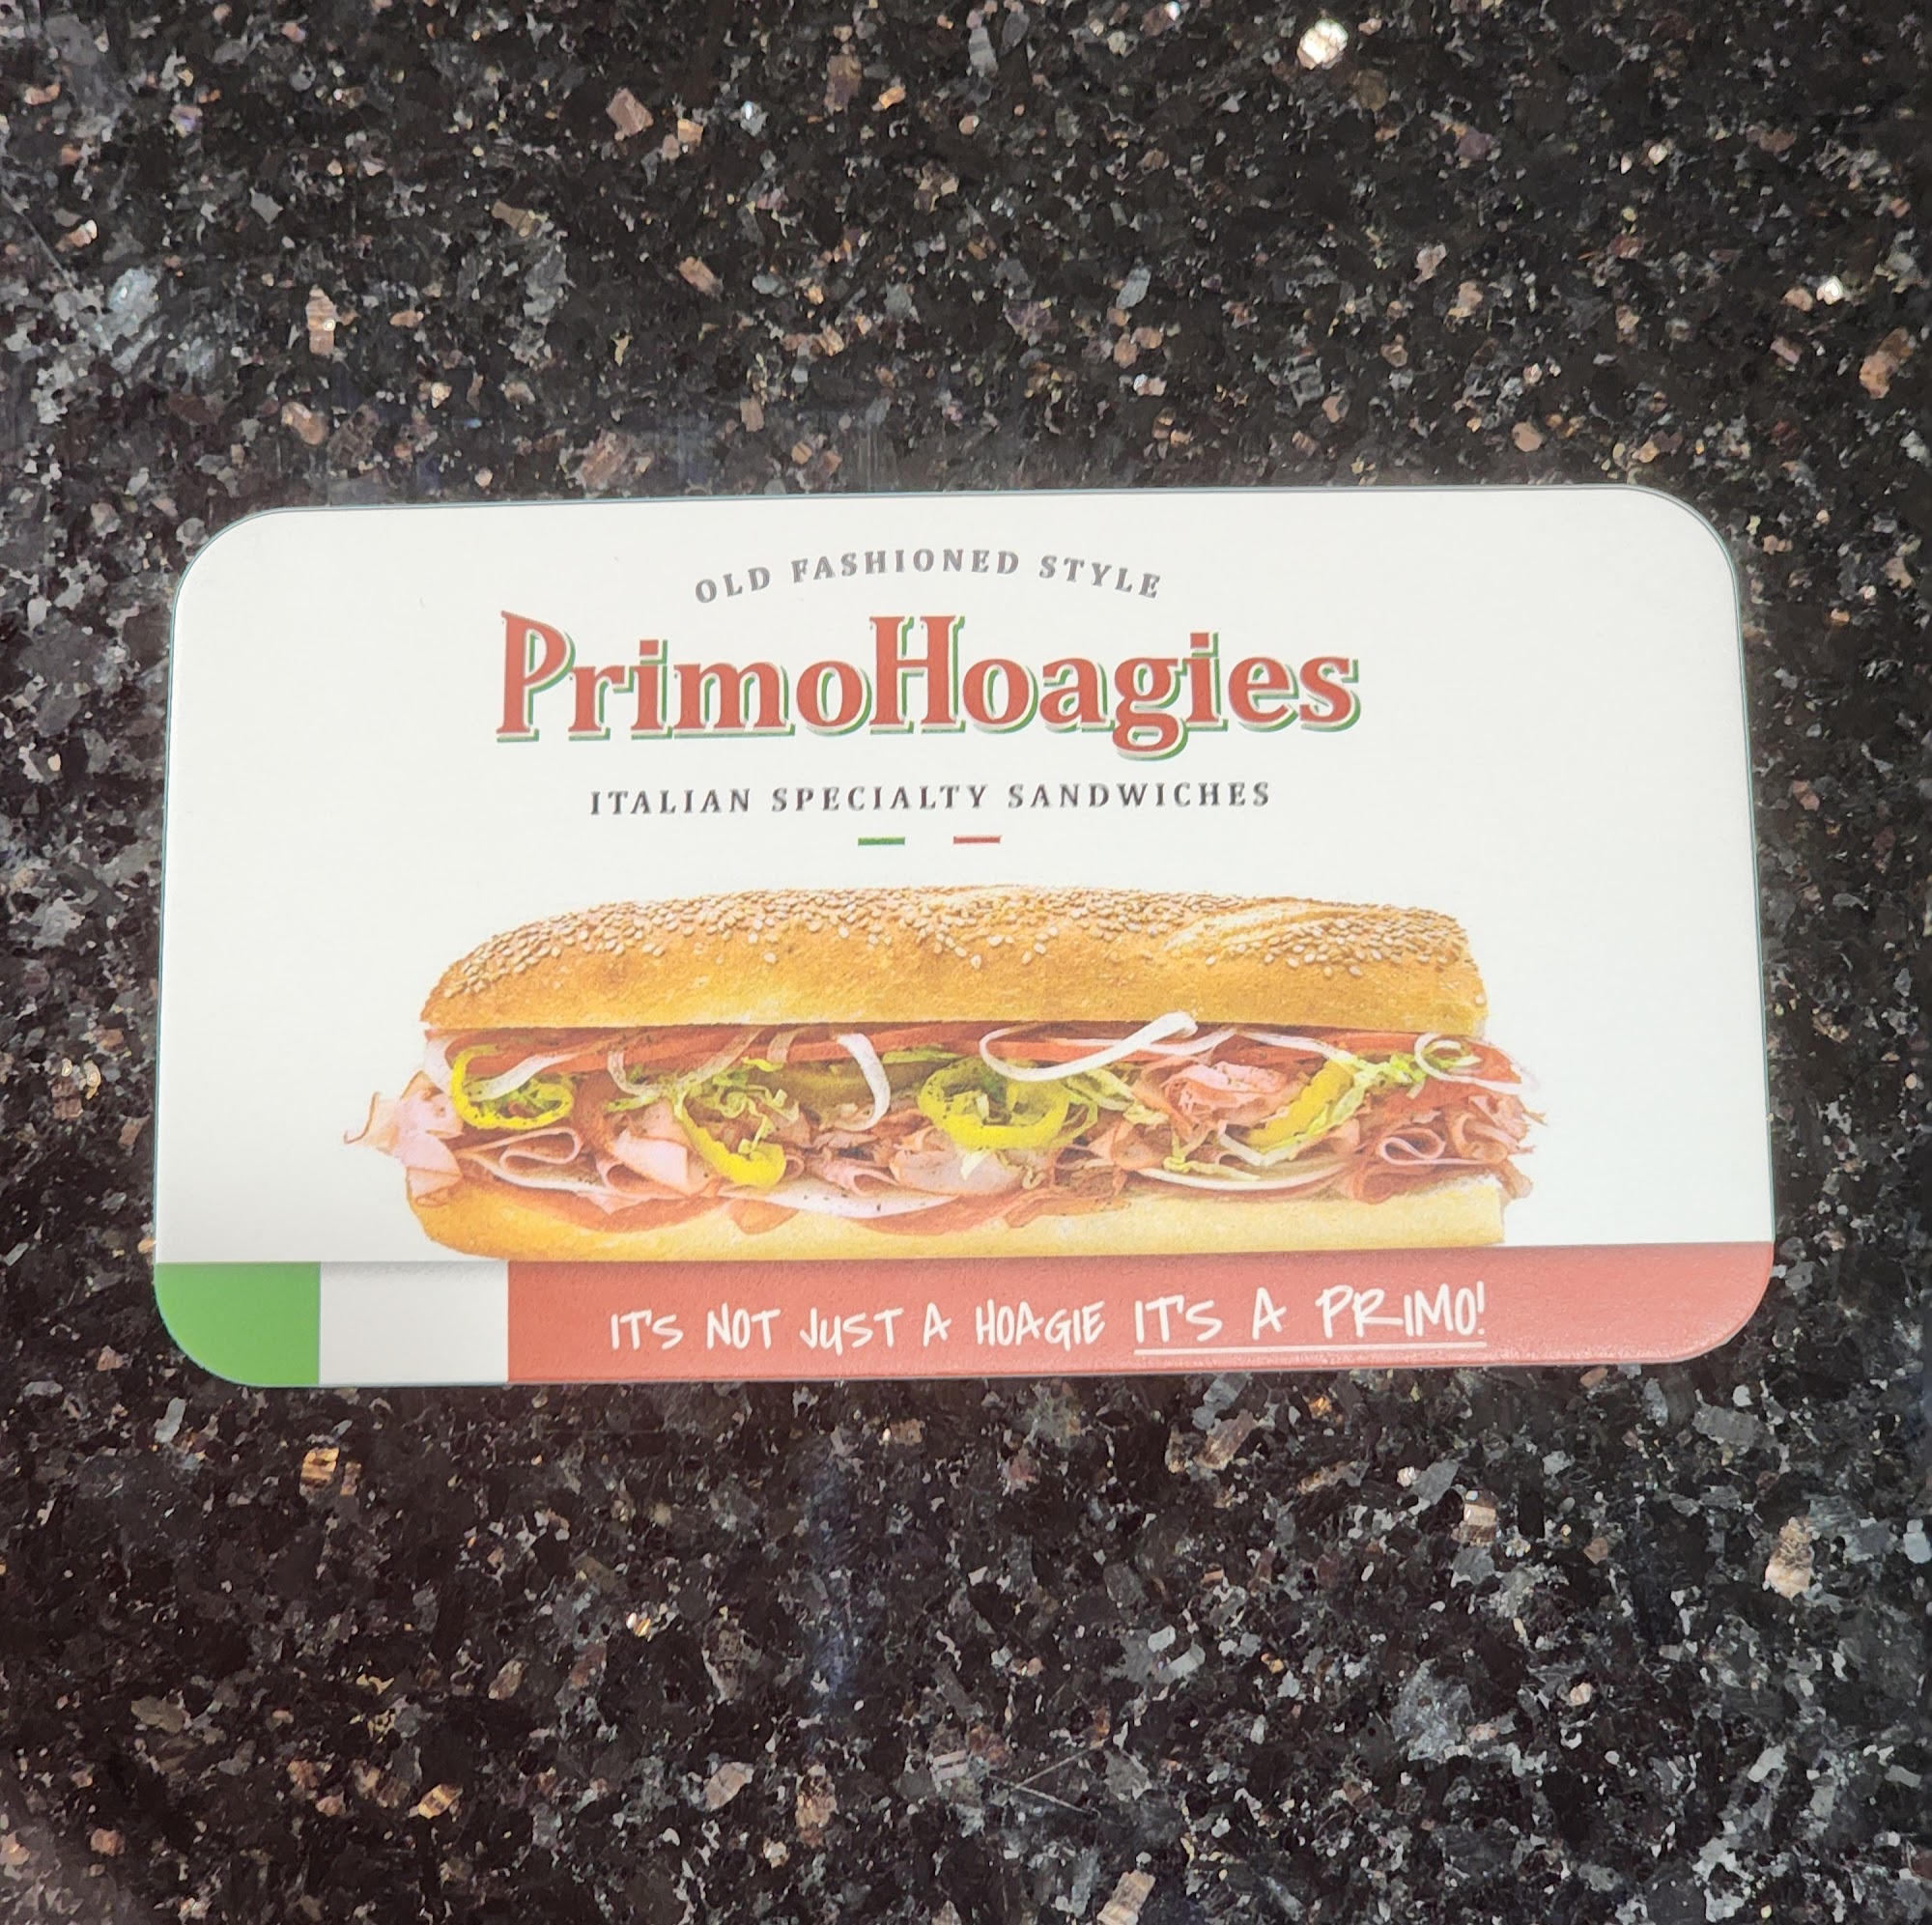 OLD FASHIONED STYLE
PrimoHoagies
ITALIAN SPECIALTY SANDWICHES
IT'S NOT JUST A HOAGIE IT'S A PRIMO!